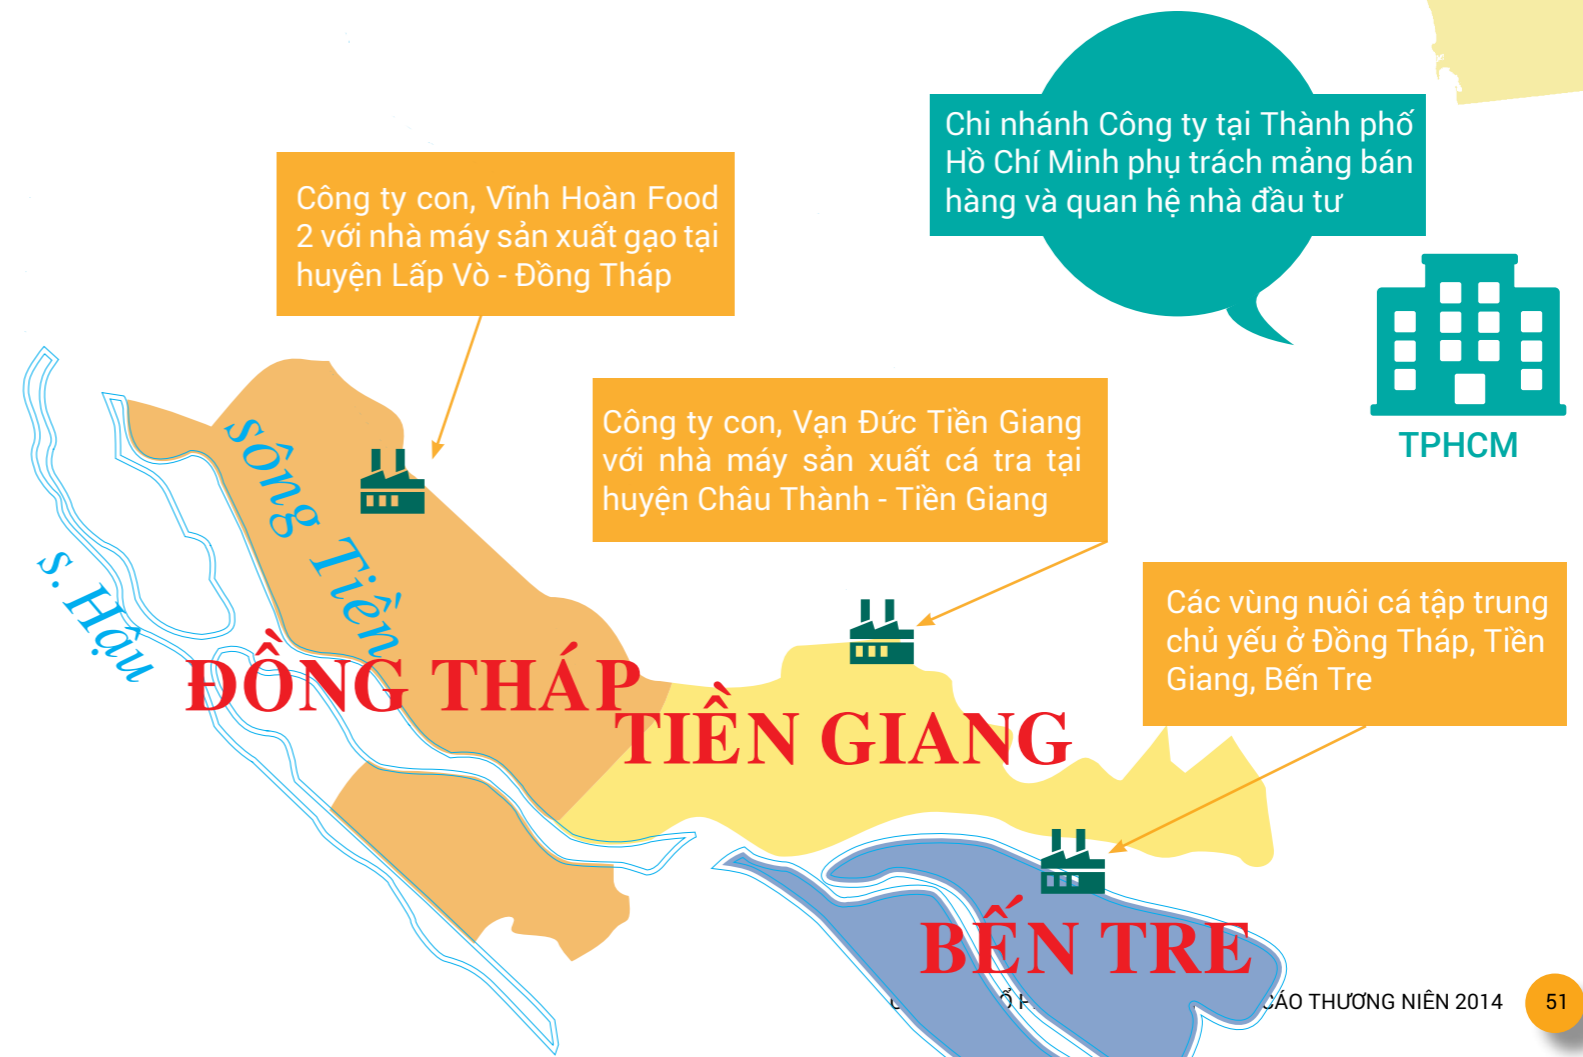 Chi nhánh Công ty tại Thành phố
Hồ Chí Minh phụ trách mảng bán
hàng và quan hệ nhà đầu tư
Công ty con, Vĩnh Hoàn Food
2 với nhà máy sản xuất gạo tại
huyện Lấp Vò - Đồng Tháp
TPHCM
Công ty con, Vạn Đức Tiền Giang
với nhà máy sản xuất cá tra tại
huyện Châu Thành - Tiền Giang
sông Tiền
s. Hậu
Các vùng nuôi cá tập trung
chủ yếu ở Đồng Tháp, Tiền
Giang, Bến Tre
ĐỒNG THÁP
TIỀN GIANG
BẾN TRE
CÁO THƯƠNG NIÊN 2014
51